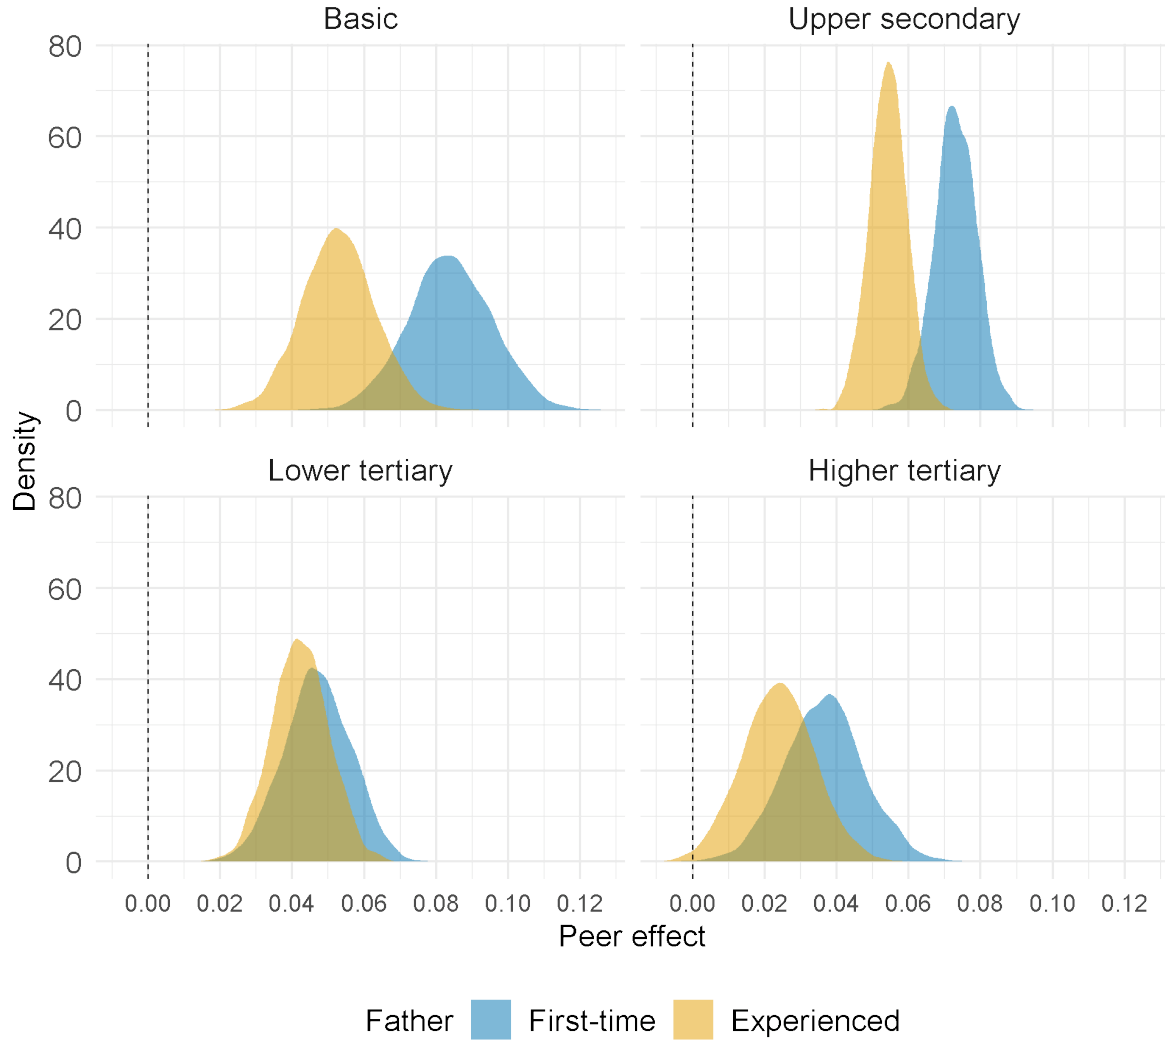 Basic
Upper secondary
80
60
40
20
0
Lower tertiary
Higher tertiary
80
60
40
20
0
Density
0.00 0.02 0.04 0.06 0.08 0.10 0.12
0.00 0.02 0.04 0.06 0.08 0.10 0.12
Peer effect
Father First-time Experienced